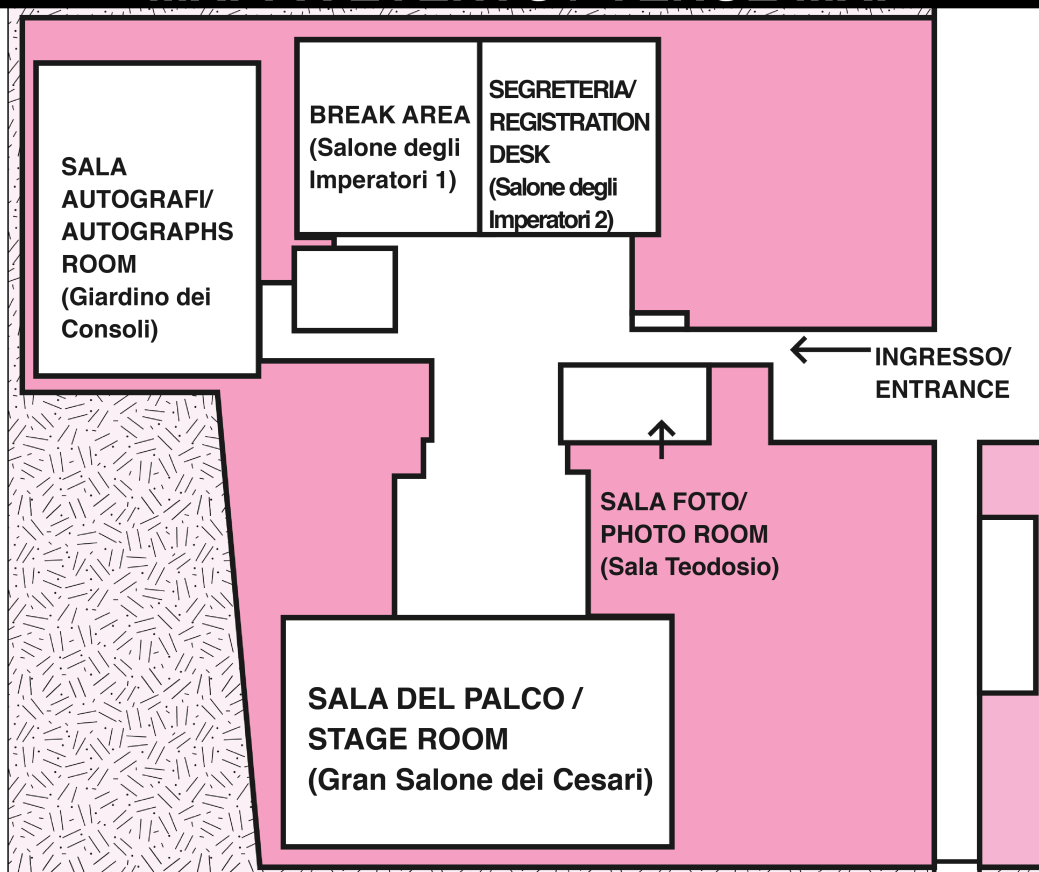 BREAK AREA
(Salone degli
Imperatori 1)
SEGRETERIA/
REGISTRATION
DESK
(Salone degli
Imperatori 2)
SALA
AUTOGRAFI/
AUTOGRAPHS
ROOM
(Giardino dei
Consoli)
INGRESSO/
ENTRANCE
SALA FOTO/
PHOTO ROOM
(Sala Teodosio)
SALA DEL PALCO /
STAGE ROOM
(Gran Salone dei Cesari)